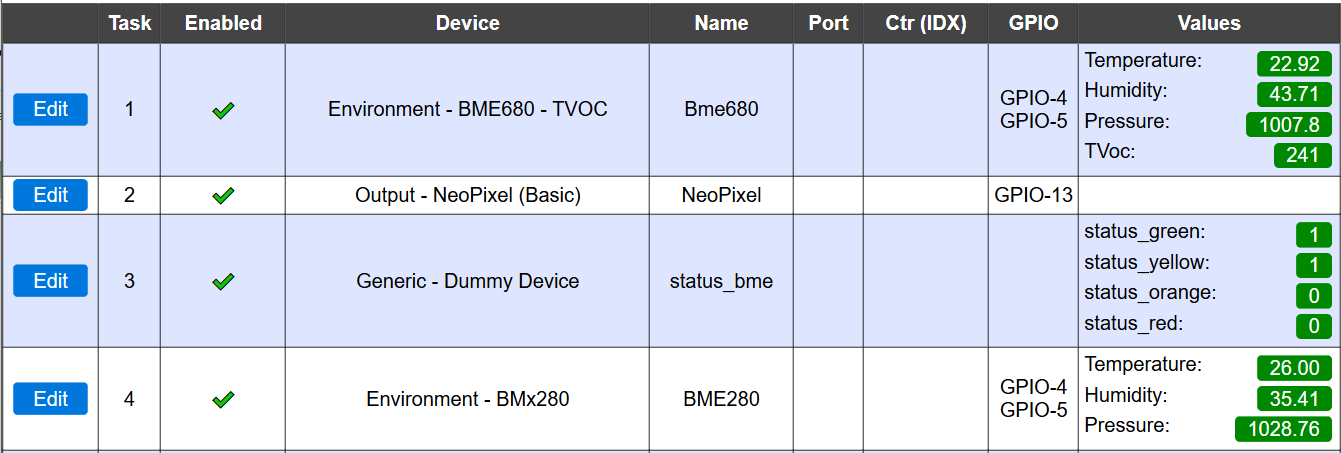 Task Enabled Device Name Port Ctr (IDX) GPIO Values
Edit 1 Environment - BME680 - TVOC Bme680 GPIO-4 GPIO-5
Temperature: 22.92
Humidity: 43.71
Pressure: 1007.8
TVoc: 241
Edit 2 Output - NeoPixel (Basic) NeoPixel GPIO-13
Edit 3 Generic - Dummy Device status_bme
status_green: 1
status_yellow: 1
status_orange: 0
status_red: 0
Edit 4 Environment - BMx280 BME280 GPIO-4 GPIO-5
Temperature: 26.00
Humidity: 35.41
Pressure: 1028.76